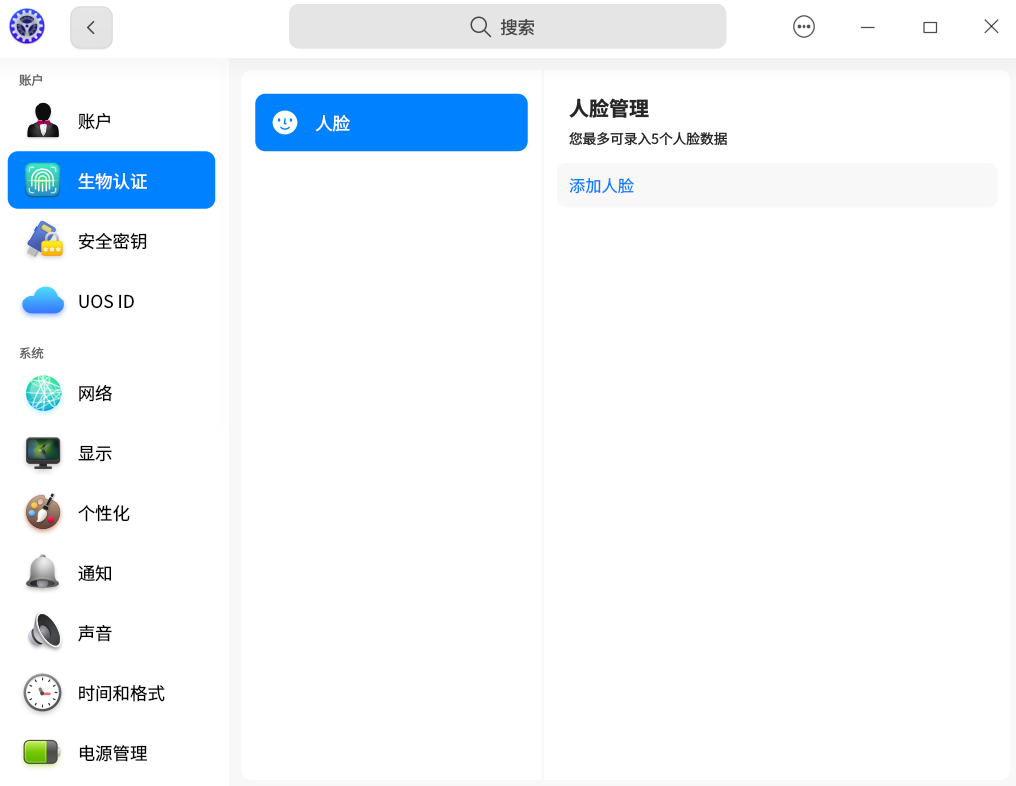 搜索
账户
账户
生物认证
安全密钥
UOS ID
系统
网络
显示
个性化
通知
声音
时间和格式
电源管理
人脸
人脸管理
您最多可录入5个人脸数据
添加人脸